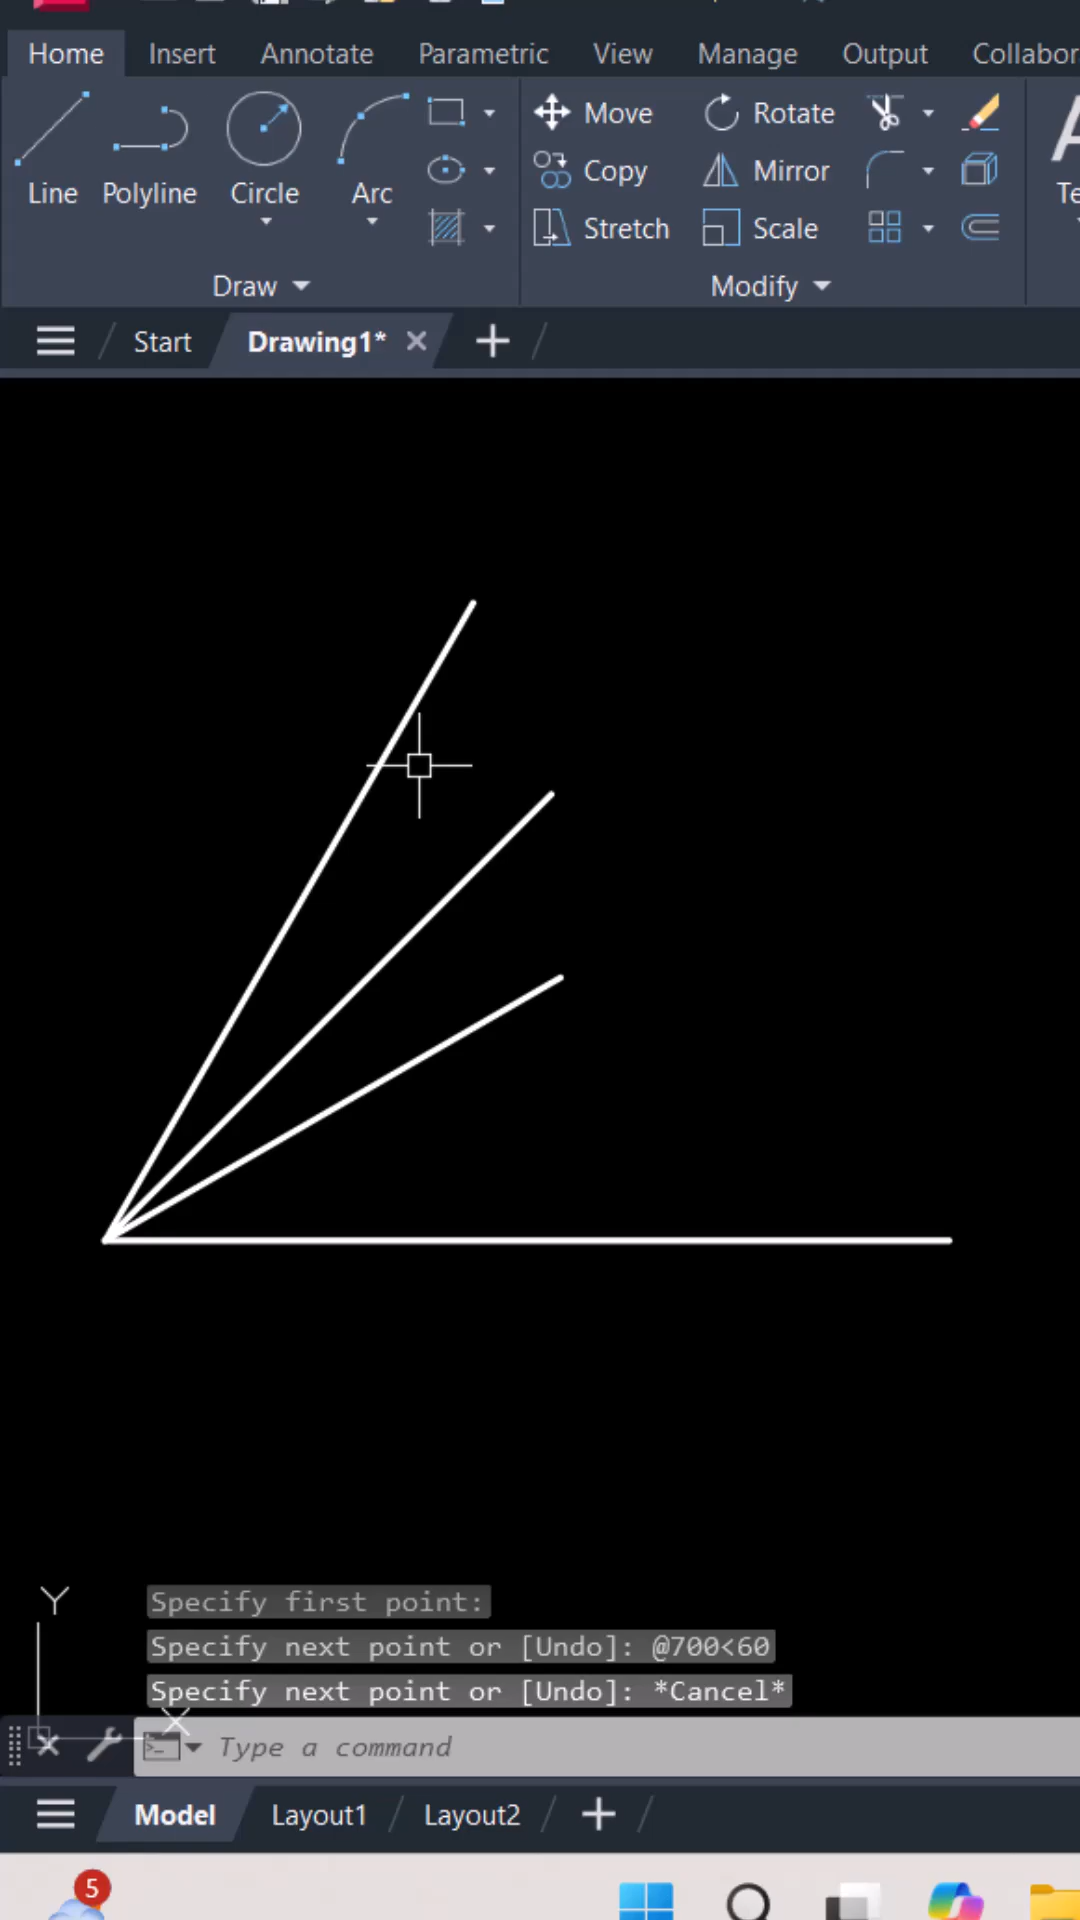 Home Insert Annotate Parametric View Manage Output
Line Polyline Circle Arc
Move Rotate
Copy Mirror
Stretch Scale
Draw Modify
Start Drawing1*
Specify first point:
Specify next point or [Undo]: @700<60
Specify next point or [Undo]: *Cancel*
Type a command
Y
X
Model Layout1 Layout2
5